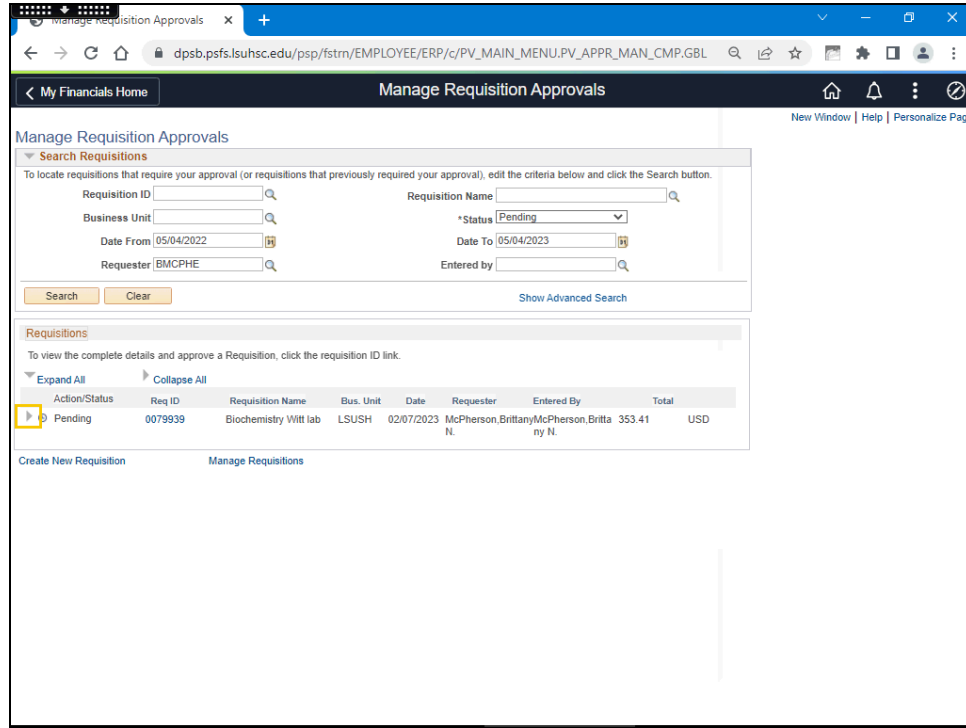 Manage Requisition Approvals
dpsb.psfs.lsuhsc.edu/psp/fstrn/EMPLOYEE/ERP/c/PV_MAIN_MENU.PV_APPR_MAN_CMP.GBL
My Financials Home Manage Requisition Approvals
New Window | Help | Personalize Pag
Manage Requisition Approvals
Search Requisitions
To locate requisitions that require your approval (or requisitions that previously required your approval), edit the criteria below and click the Search button.
Requisition ID Requisition Name
Business Unit *Status Pending
Date From 05/04/2022 Date To 05/04/2023
Requester BMCPHE Entered by
Search Clear Show Advanced Search
Requisitions
To view the complete details and approve a Requisition, click the requisition ID link.
Expand All Collapse All
Action/Status Req ID Requisition Name Bus. Unit Date Requester Entered By Total
Pending 0079939 Biochemistry Witt lab LSUSH 02/07/2023 McPherson,Brittany McPherson,Britta 353.41 USD
N. ny N.
Create New Requisition Manage Requisitions